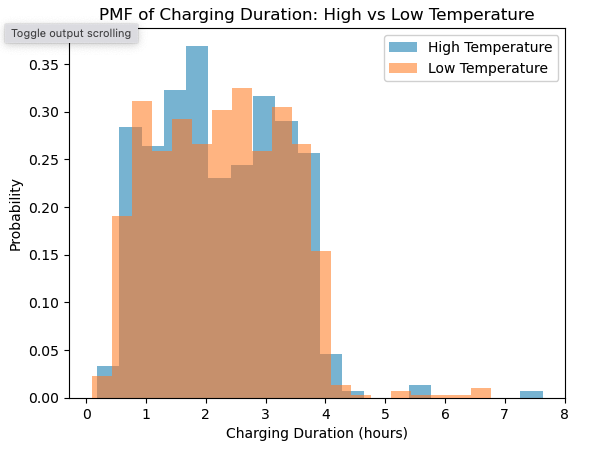 PMF of Charging Duration: High vs Low Temperature
Toggle output scrolling
High Temperature
Low Temperature
0.35
0.30
0.25
0.20
0.15
0.10
0.05
0.00
Probability
0 1 2 3 4 5 6 7 8
Charging Duration (hours)